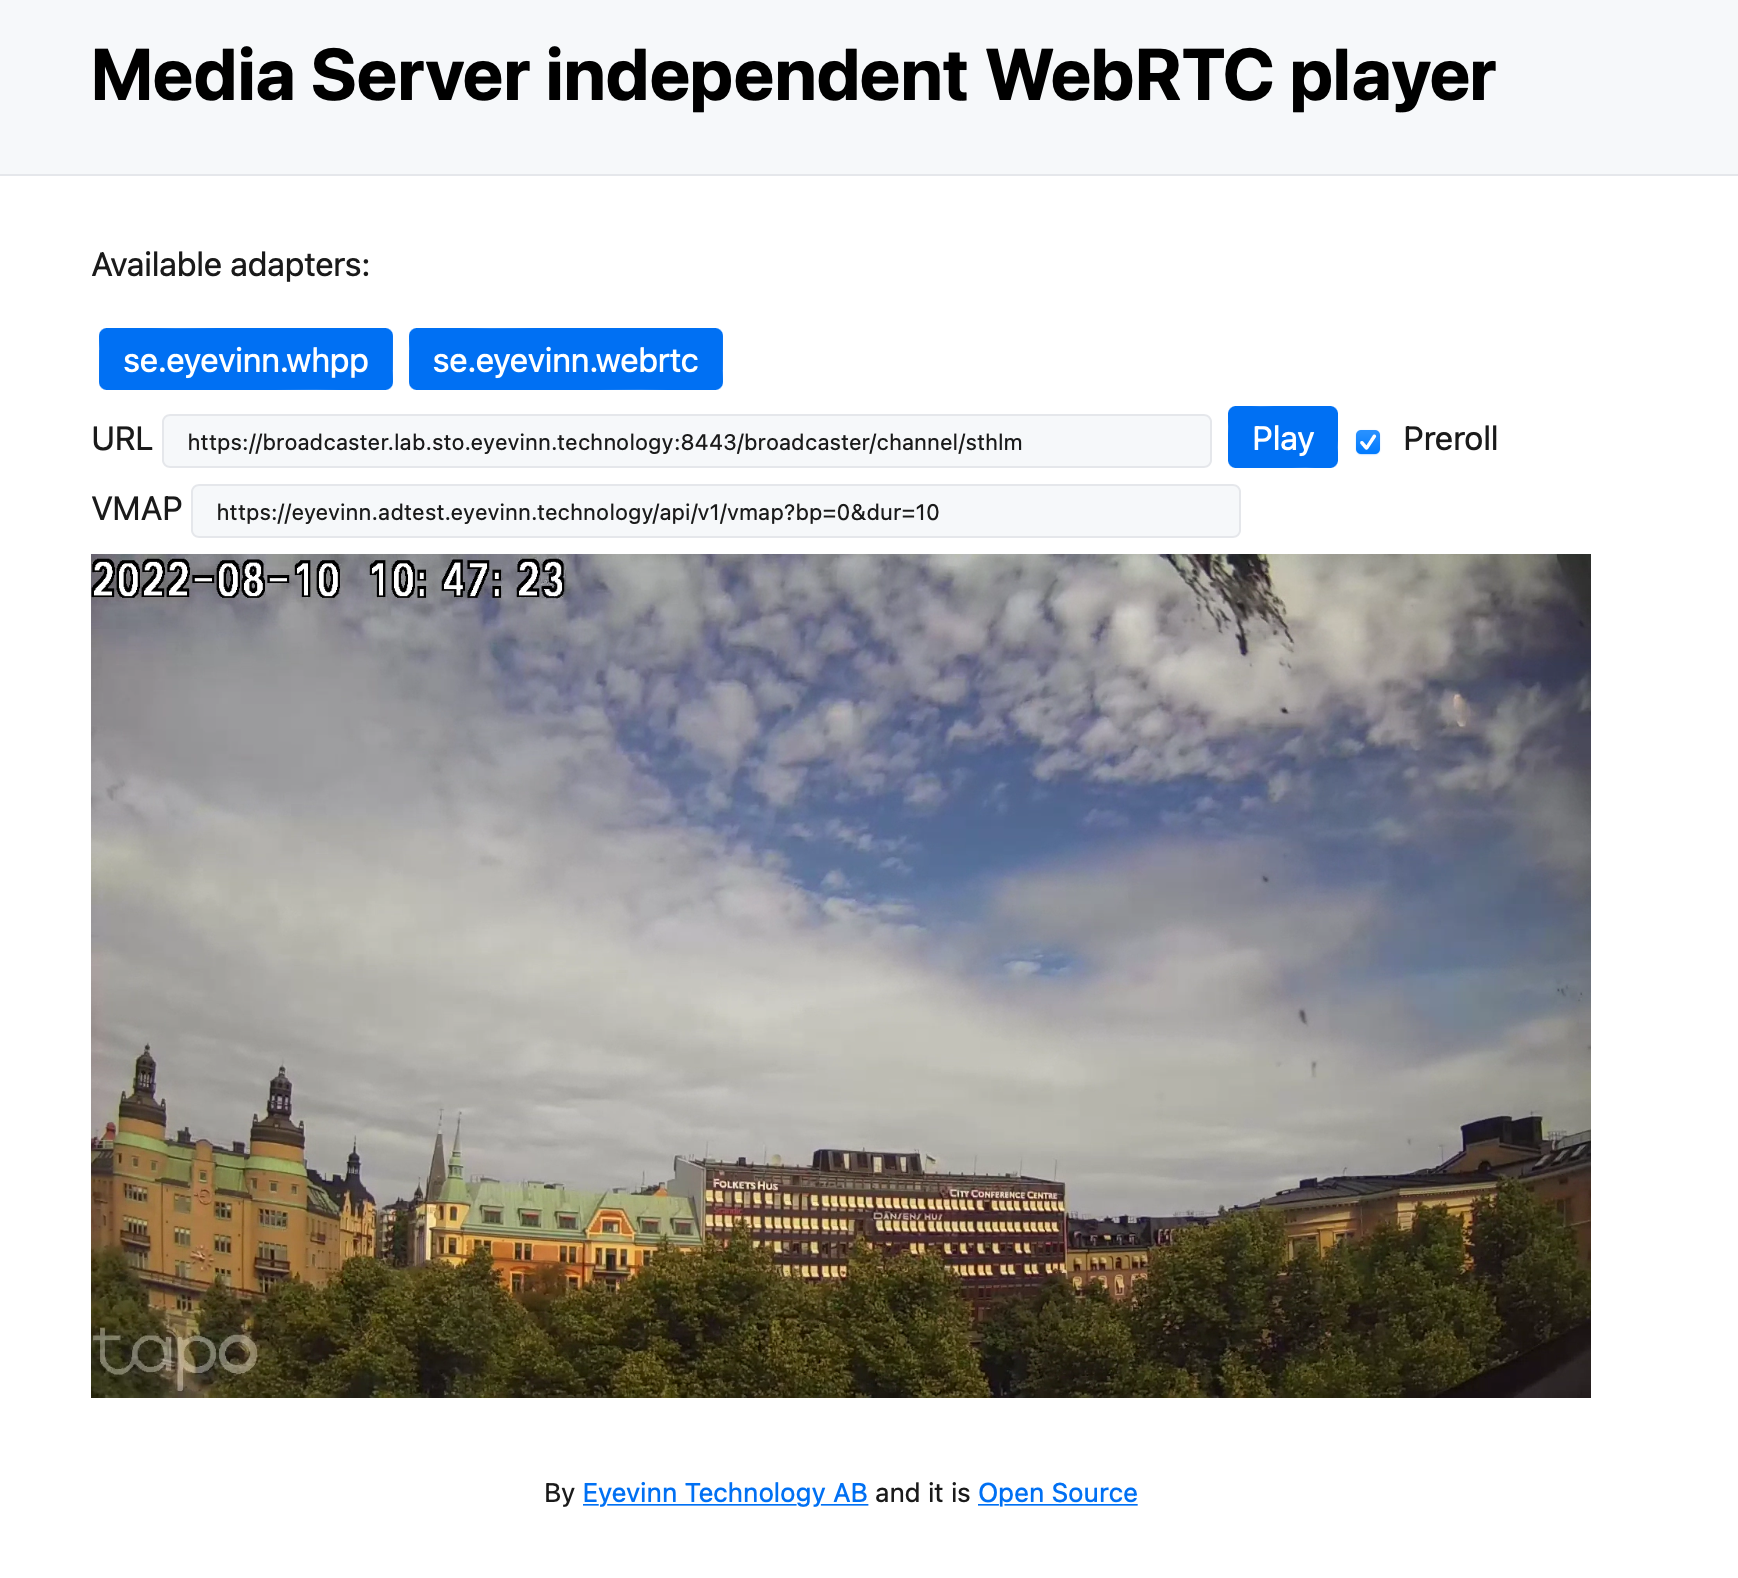 Media Server independent WebRTC player
Available adapters:
se.eyevinn.whpp se.eyevinn.webrtc
URL https://broadcaster.lab.sto.eyevinn.technology:8443/broadcaster/channel/sthlm Play Preroll
VMAP https://eyevinn.adtest.eyevinn.technology/api/v1/vmap?bp=0&dur=10
2022-08-10 10:47:23
FOLKETS HUS
CITY CONFERENCE CENTRE
DANSENS HUS
tapo
By Eyevinn Technology AB and it is Open Source